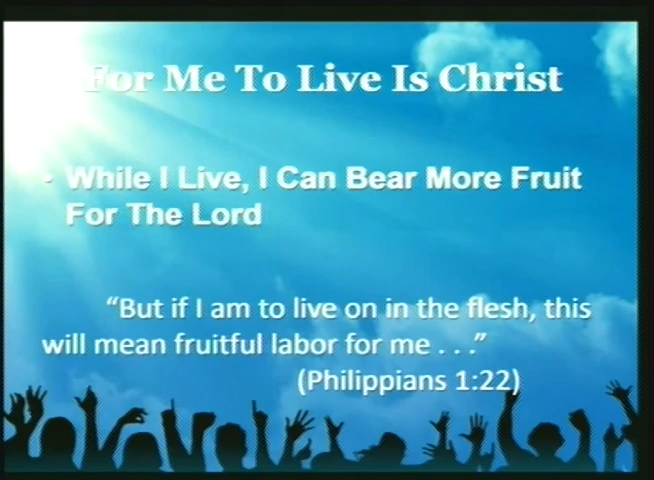 For Me To Live Is Christ
• While I Live, I Can Bear More Fruit
For The Lord
“But if I am to live on in the flesh, this
will mean fruitful labor for me . . .”
(Philippians 1:22)